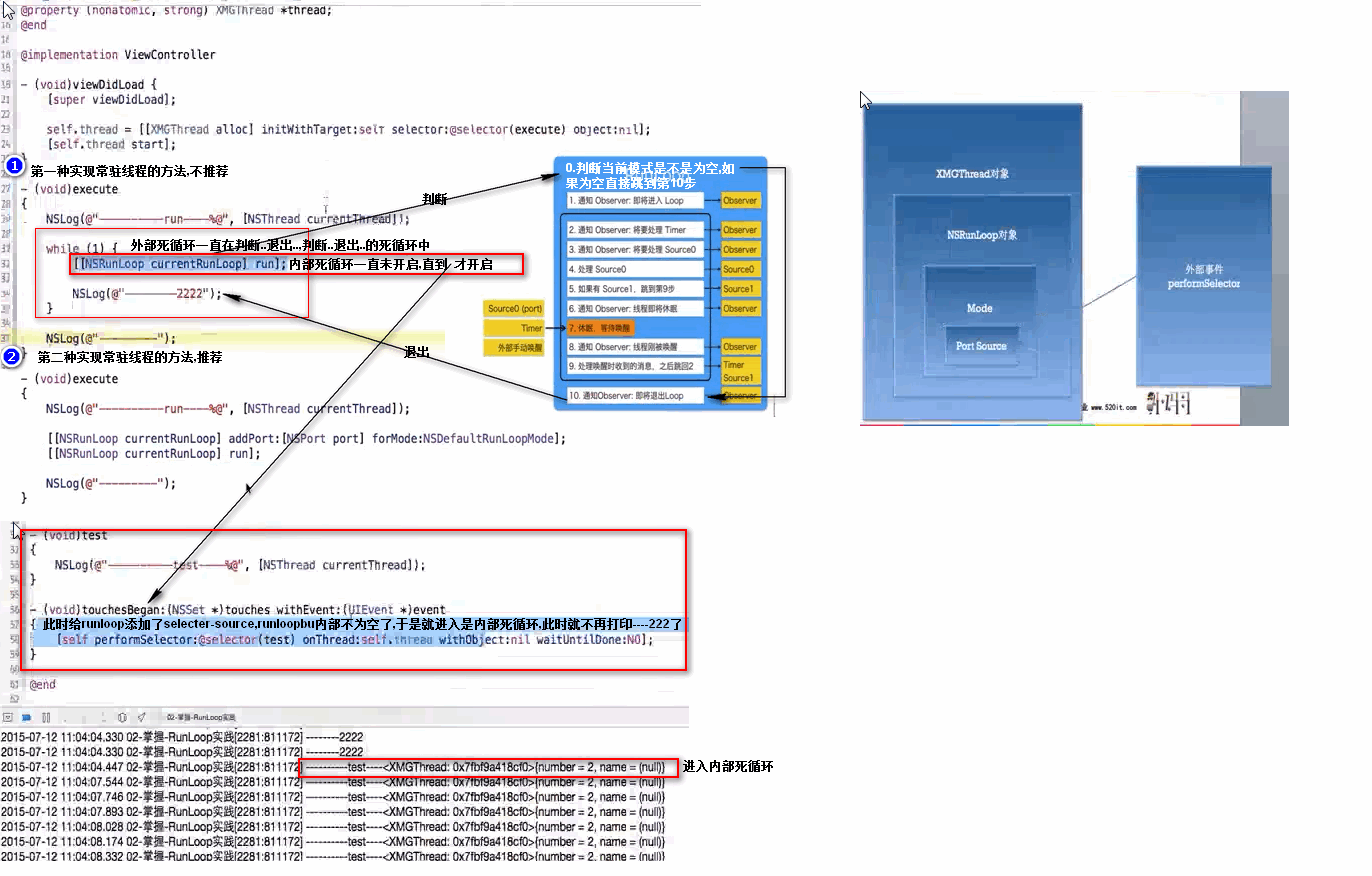 @property (nonatomic, strong) XMGThread *thread;
@end
@implementation ViewController
- (void)viewDidLoad {
[super viewDidLoad];
self.thread = [[XMGThread alloc] initWithTarget:self selector:@selector(execute) object:nil];
[self.thread start];
1 第一种实现常驻线程的方法,不推荐
- (void)execute
{
NSLog(@"----------run----%@", [NSThread currentThread]);
while (1) { 外部死循环一直在判断..退出...判断..退出..的死循环中
[[NSRunLoop currentRunLoop] run]; 内部死循环一直未开启,直到 才开启
NSLog(@"--------2222");
}
NSLog(@"---------");
}
2 第二种实现常驻线程的方法,推荐
- (void)execute
{
NSLog(@"----------run----%@", [NSThread currentThread]);
[[NSRunLoop currentRunLoop] addPort:[NSPort port] forMode:NSDefaultRunLoopMode];
[[NSRunLoop currentRunLoop] run];
NSLog(@"---------");
}
- (void)test
{
NSLog(@"----------test----%@", [NSThread currentThread]);
}
- (void)touchesBegan:(NSSet *)touches withEvent:(UIEvent *)event
{ 此时给runloop添加了selecter-source,runloopbu内部不为空了,于是就进入是内部死循环,此时就不再打印----222了
[self performSelector:@selector(test) onThread:self.thread withObject:nil waitUntilDone:NO];
}
@end
02-掌握-RunLoop实践
2015-07-12 11:04:04.330 02-掌握-RunLoop实践[2281:811172] --------2222
2015-07-12 11:04:04.330 02-掌握-RunLoop实践[2281:811172] --------2222
2015-07-12 11:04:04.447 02-掌握-RunLoop实践[2281:811172] ----------test----<XMGThread: 0x7fbf9a418cf0>{number = 2, name = (null)} 进入内部死循环
2015-07-12 11:04:07.544 02-掌握-RunLoop实践[2281:811172] ----------test----<XMGThread: 0x7fbf9a418cf0>{number = 2, name = (null)}
2015-07-12 11:04:07.746 02-掌握-RunLoop实践[2281:811172] ----------test----<XMGThread: 0x7fbf9a418cf0>{number = 2, name = (null)}
2015-07-12 11:04:07.893 02-掌握-RunLoop实践[2281:811172] ----------test----<XMGThread: 0x7fbf9a418cf0>{number = 2, name = (null)}
2015-07-12 11:04:08.028 02-掌握-RunLoop实践[2281:811172] ----------test----<XMGThread: 0x7fbf9a418cf0>{number = 2, name = (null)}
2015-07-12 11:04:08.174 02-掌握-RunLoop实践[2281:811172] ----------test----<XMGThread: 0x7fbf9a418cf0>{number = 2, name = (null)}
2015-07-12 11:04:08.332 02-掌握-RunLoop实践[2281:811172] ----------test----<XMGThread: 0x7fbf9a418cf0>{number = 2, name = (null)}
判断
退出
0.判断当前模式是不是为空,如
果为空直接跳到第10步
1. 通知 Observer: 即将进入 Loop Observer
2. 通知 Observer: 将要处理 Timer Observer
3. 通知 Observer: 将要处理 Source0 Observer
4. 处理 Source0 Source0
5. 如果有 Source1，跳到第9步 Source1
Source0 (port) 6. 通知 Observer: 线程即将休眠 Observer
Timer 7. 休眠，等待唤醒
外部手动唤醒 8. 通知 Observer: 线程刚被唤醒 Observer
9. 处理唤醒时收到的消息，之后跳回2 Timer
Source1
10. 通知Observer: 即将退出Loop Observer
XMGThread对象
NSRunLoop对象
Mode
Port Source
外部事件
performSelector
业 www.520it.com